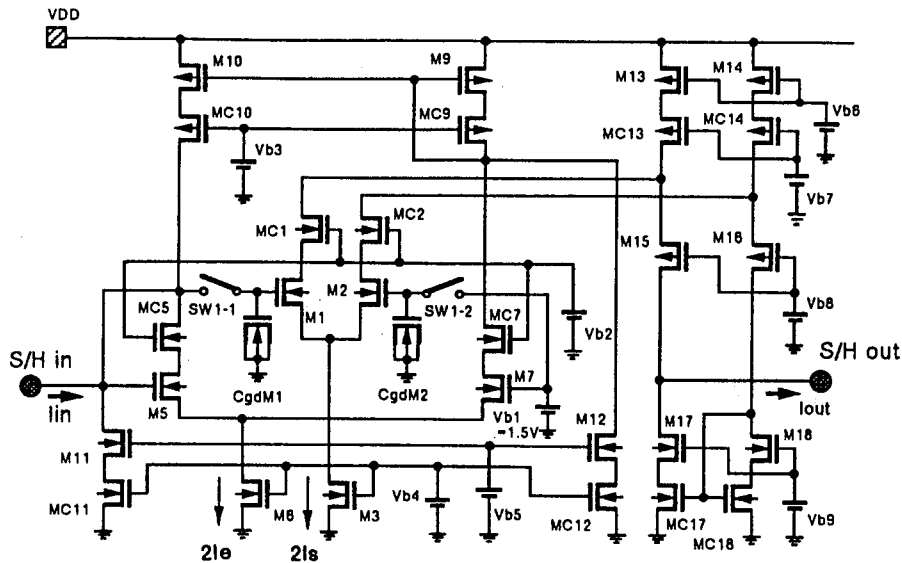 VDD
M10
M9
M13
M14
MC10
MC9
MC13
MC14
Vb6
Vb3
Vb7
MC1
MC2
M15
M16
SW1-1
M1
M2
SW1-2
MC5
MC7
Vb2
Vb8
S/H in
CgdM1
CgdM2
S/H out
Iin
M5
M7
Vb1
-1.5V
M12
M17
Iout
M18
M11
MC11
M6
M3
Vb4
Vb5
MC12
MC17
MC18
Vb9
2Ie
2Is